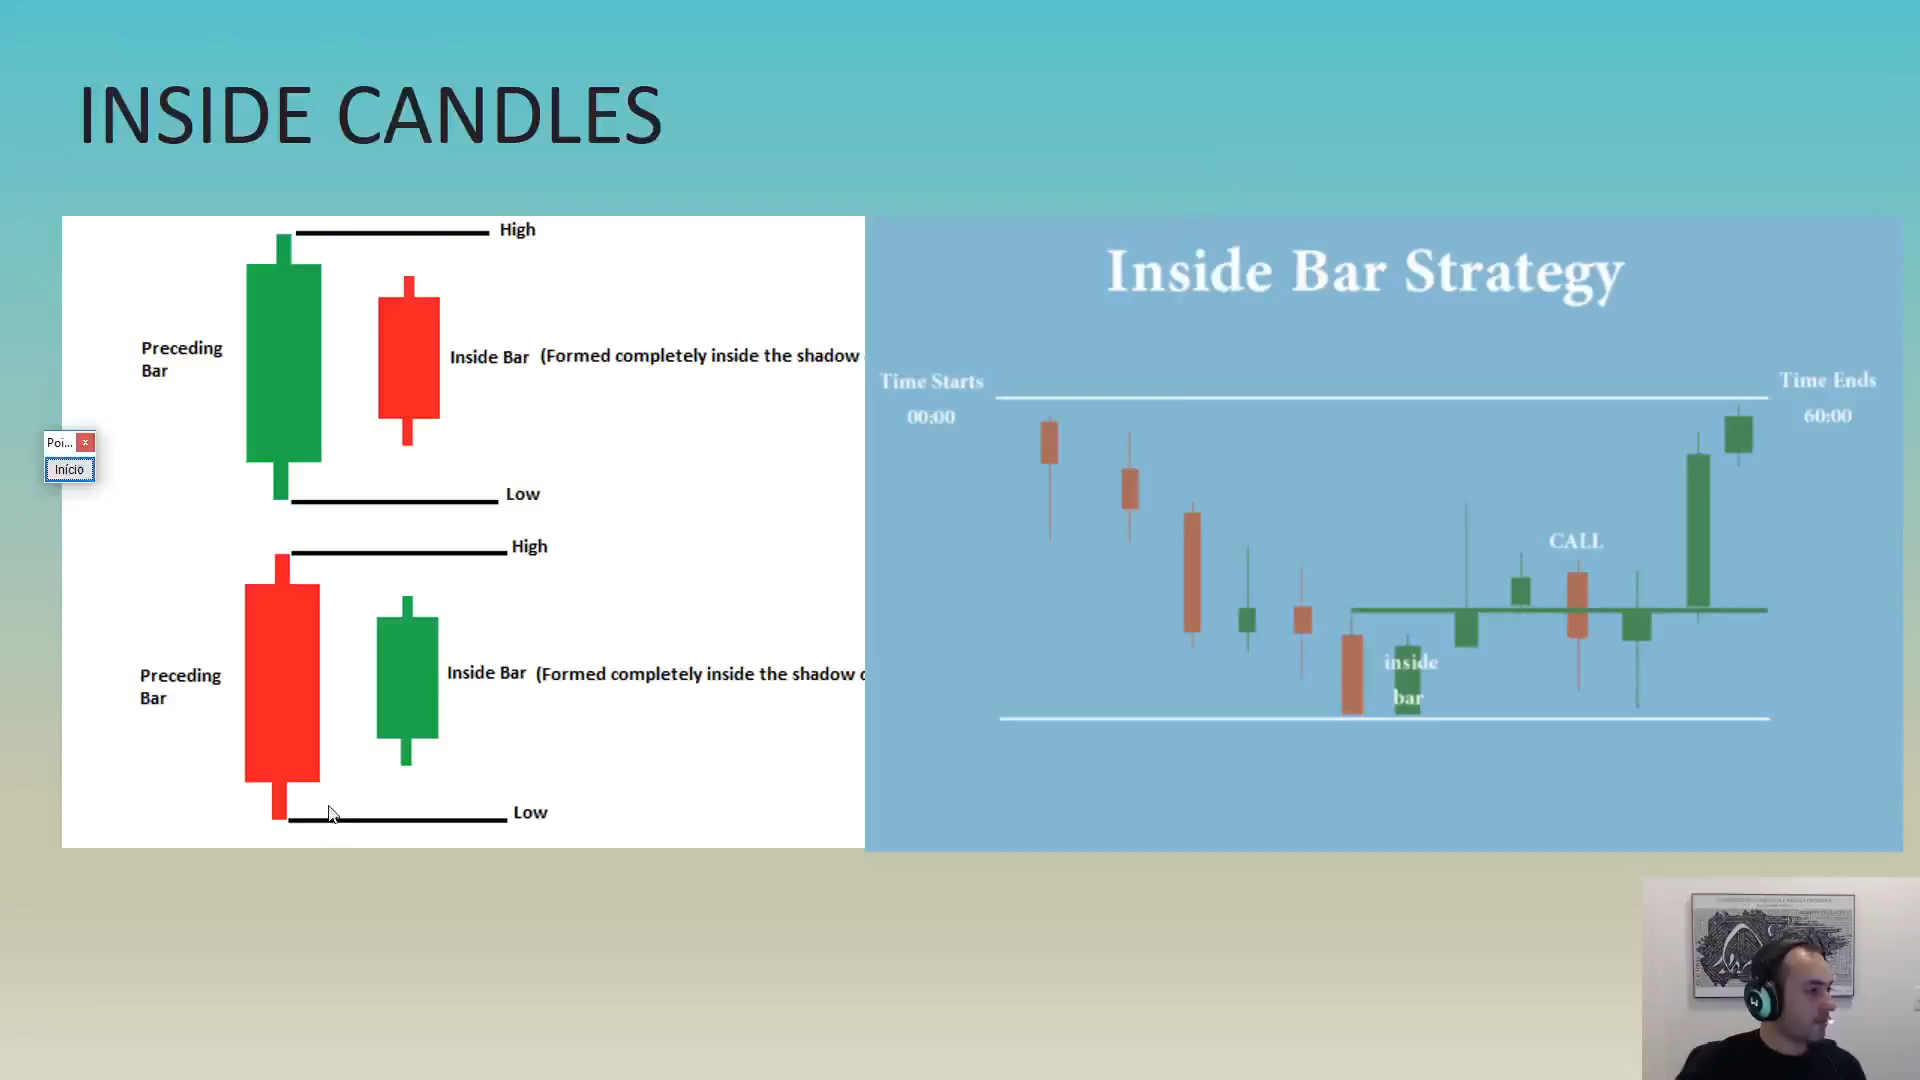 INSIDE CANDLES
High
Preceding
Bar
Inside Bar (Formed completely inside the shadow
Low
High
Preceding
Bar
Inside Bar (Formed completely inside the shadow
Low
Poi...
x
Início
Inside Bar Strategy
Time Starts
00:00
Time Ends
60:00
CALL
inside
bar